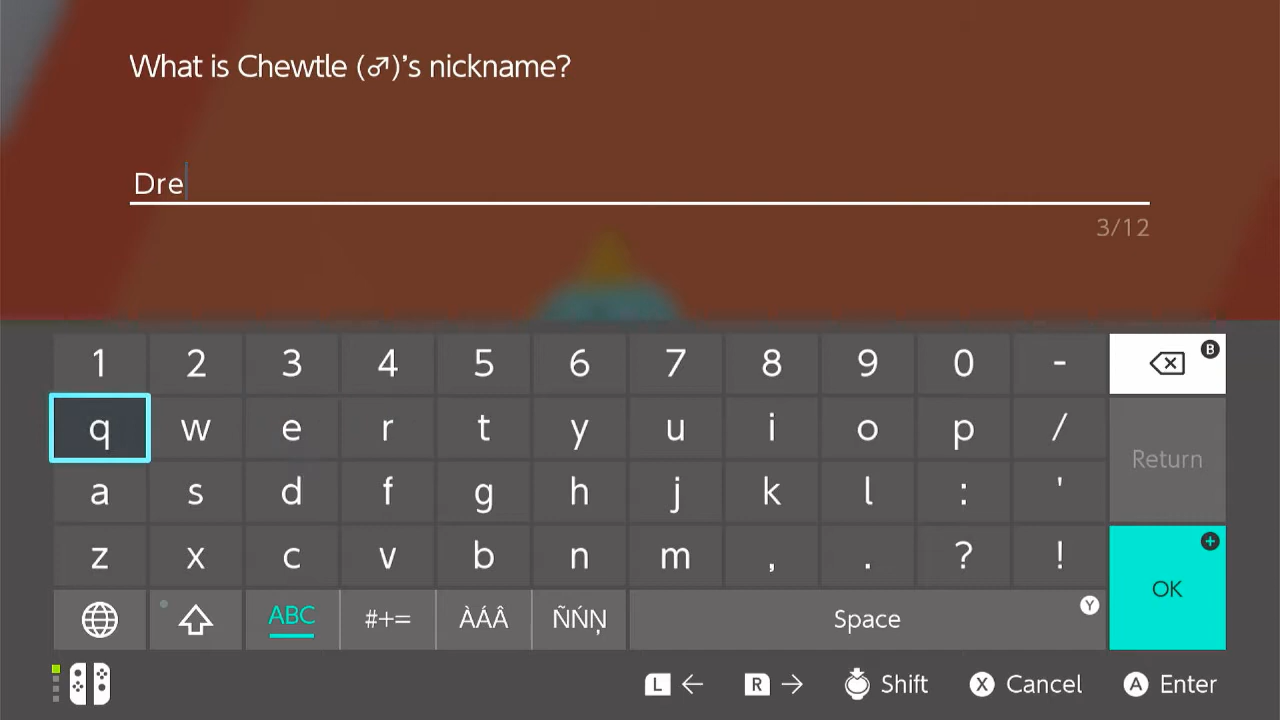 What is Chewtle (♂)'s nickname?
Dre
3/12
1 2 3 4 5 6 7 8 9 0 - B
q w e r t y u i o p / Return
a s d f g h j k l : '
z x c v b n m , . ? ! + OK
ABC #+= ÀÁÂ ÑŃŅ Space Y
L ← R → Shift X Cancel A Enter